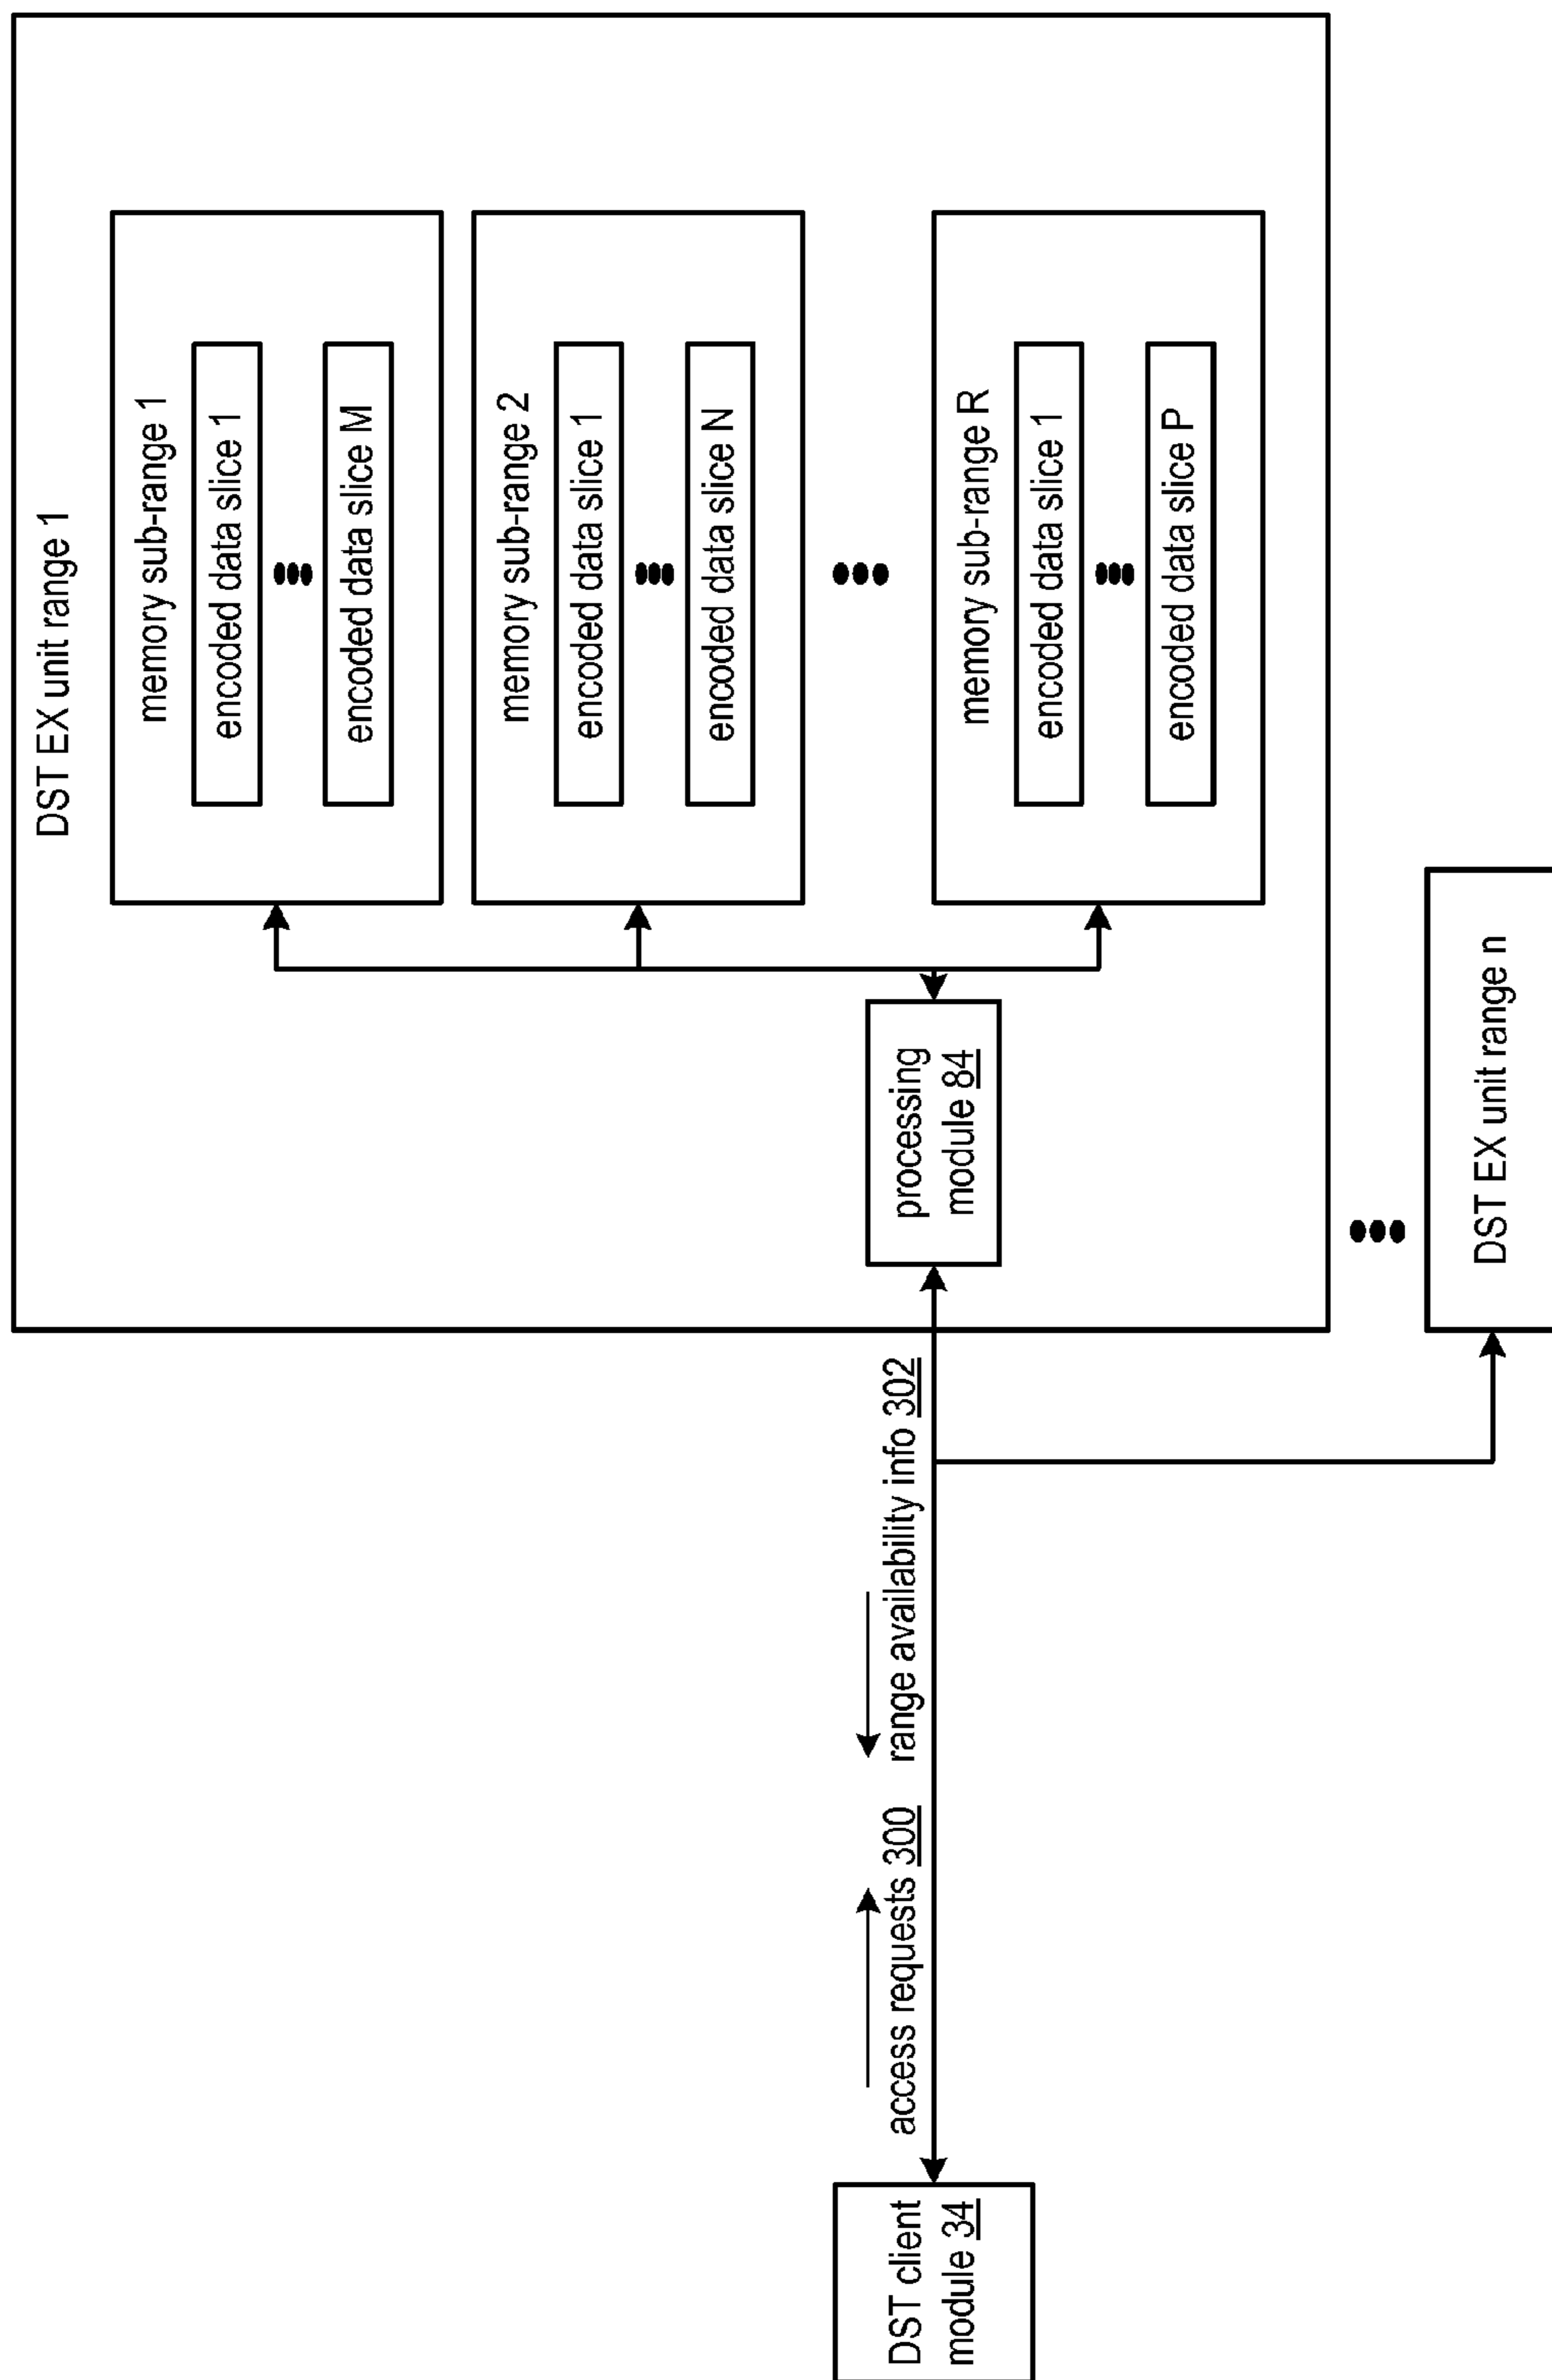 DST EX unit range 1
memory sub-range 1
encoded data slice 1
encoded data slice M
memory sub-range 2
encoded data slice 1
encoded data slice N
memory sub-range R
encoded data slice 1
encoded data slice P
processing
module 84
access requests 300
range availability info 302
DST client
module 34
DST EX unit range n